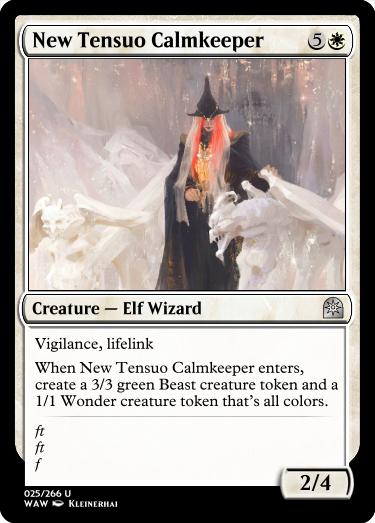 New Tensuo Calmkeeper 5
Creature — Elf Wizard
Vigilance, lifelink
When New Tensuo Calmkeeper enters,
create a 3/3 green Beast creature token and a
1/1 Wonder creature token that's all colors.
ft
ft
f
2/4
025/266 U
WAW Kleinerhai